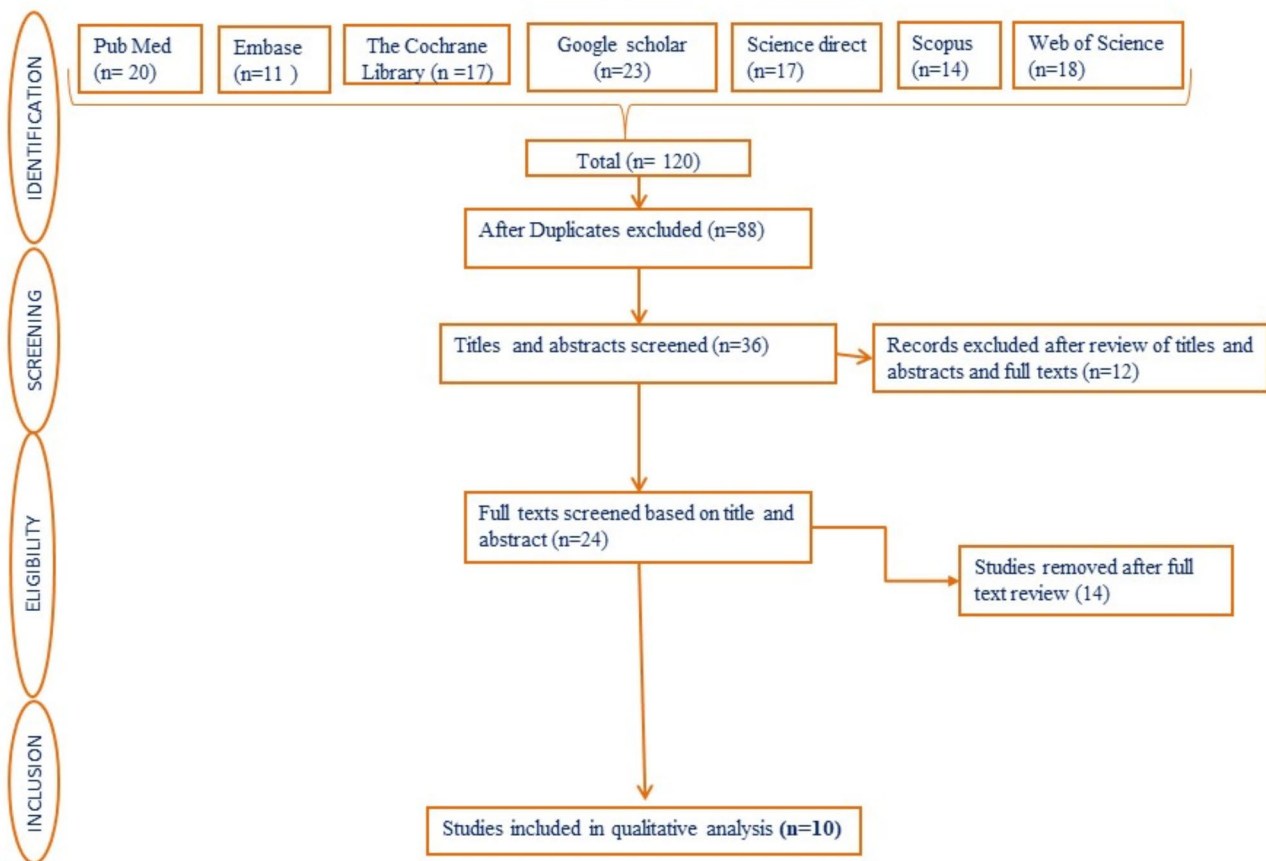 Pub Med
(n= 20)
Embase
(n=11 )
The Cochrane
Library (n =17)
Google scholar
(n=23)
Science direct
(n=17)
Scopus
(n=14)
Web of Science
(n=18)
IDENTIFICATION
Total (n= 120)
After Duplicates excluded (n=88)
SCREENING
Titles and abstracts screened (n=36)
Records excluded after review of titles and
abstracts and full texts (n=12)
ELIGIBILITY
Full texts screened based on title and
abstract (n=24)
Studies removed after full
text review (14)
INCLUSION
Studies included in qualitative analysis (n=10)